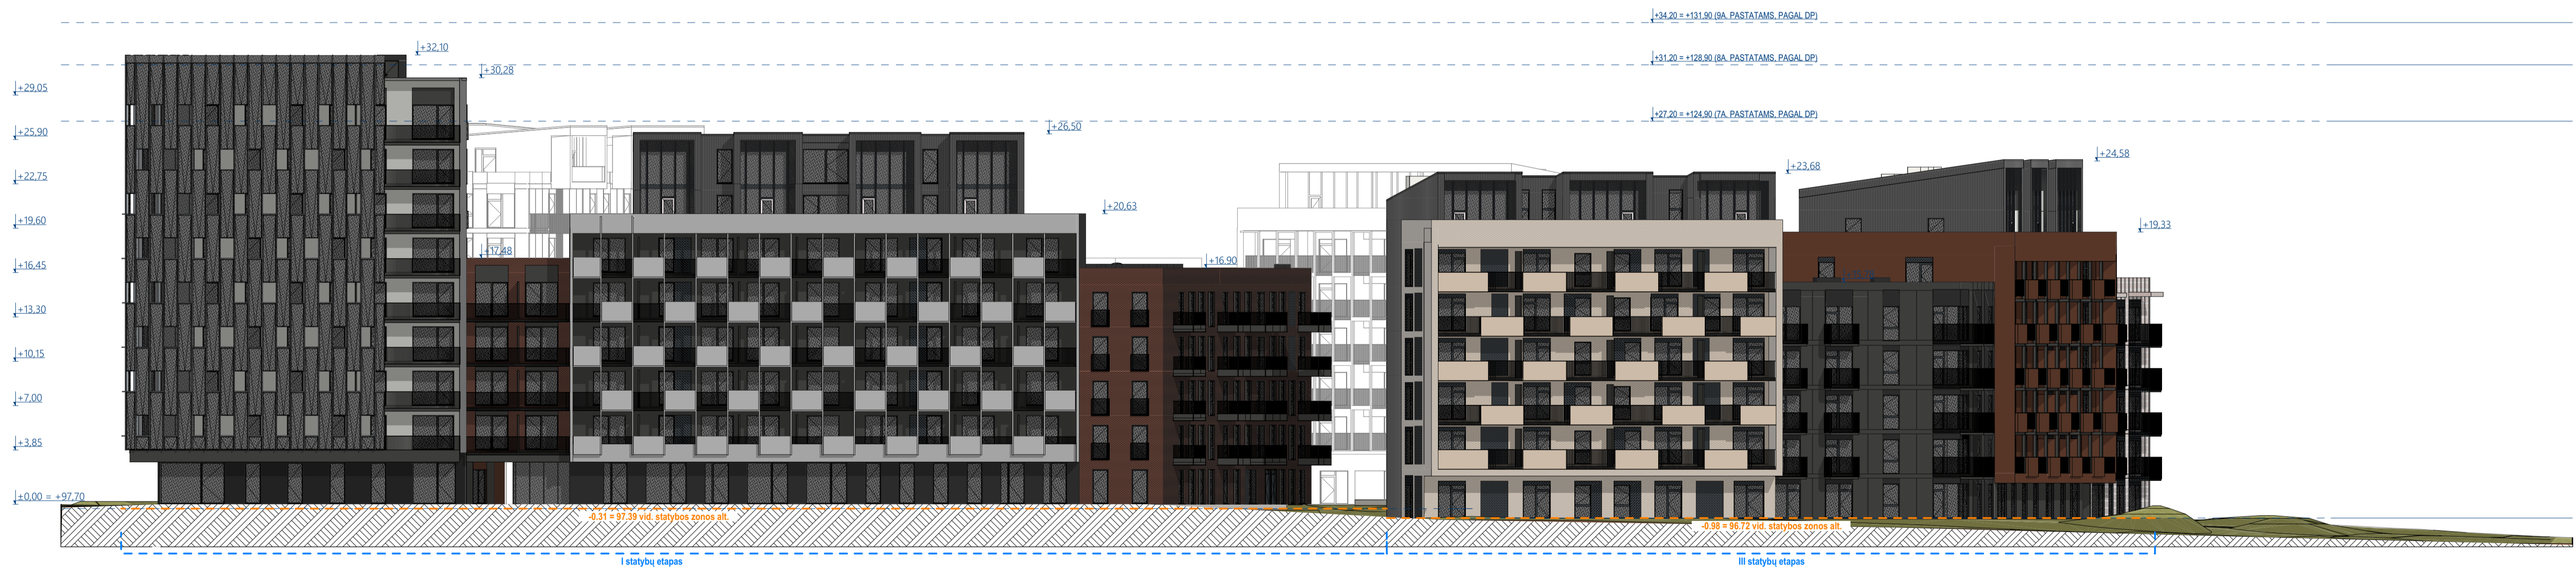 +34,20 = +131,90 (9A. PASTATAMS, PAGAL DP)
+32,10
+31,20 = +128,90 (8A. PASTATAMS, PAGAL DP)
+30,28
+29,05
+27,20 = +124,90 (7A. PASTATAMS, PAGAL DP)
+26,50
+25,90
+24,58
+23,68
+22,75
+20,63
+19,60
+19,33
+17,48
+16,90
+16,45
+13,30
+10,15
+7,00
+3,85
±0,00 = +97,70
-0.31 = 97.39 vid. statybos zonos alt.
-0.98 = 96.72 vid. statybos zonos alt.
I statybų etapas
III statybų etapas